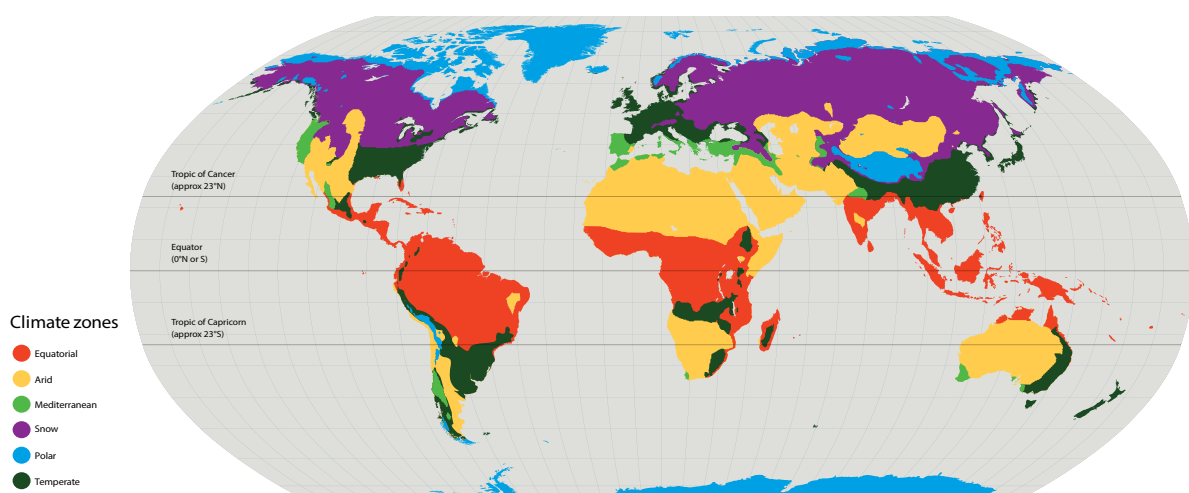 Tropic of Cancer
(approx 23°N)
Equator
(0°N or S)
Tropic of Capricorn
(approx 23°S)
Climate zones
Equatorial
Arid
Mediterranean
Snow
Polar
Temperate